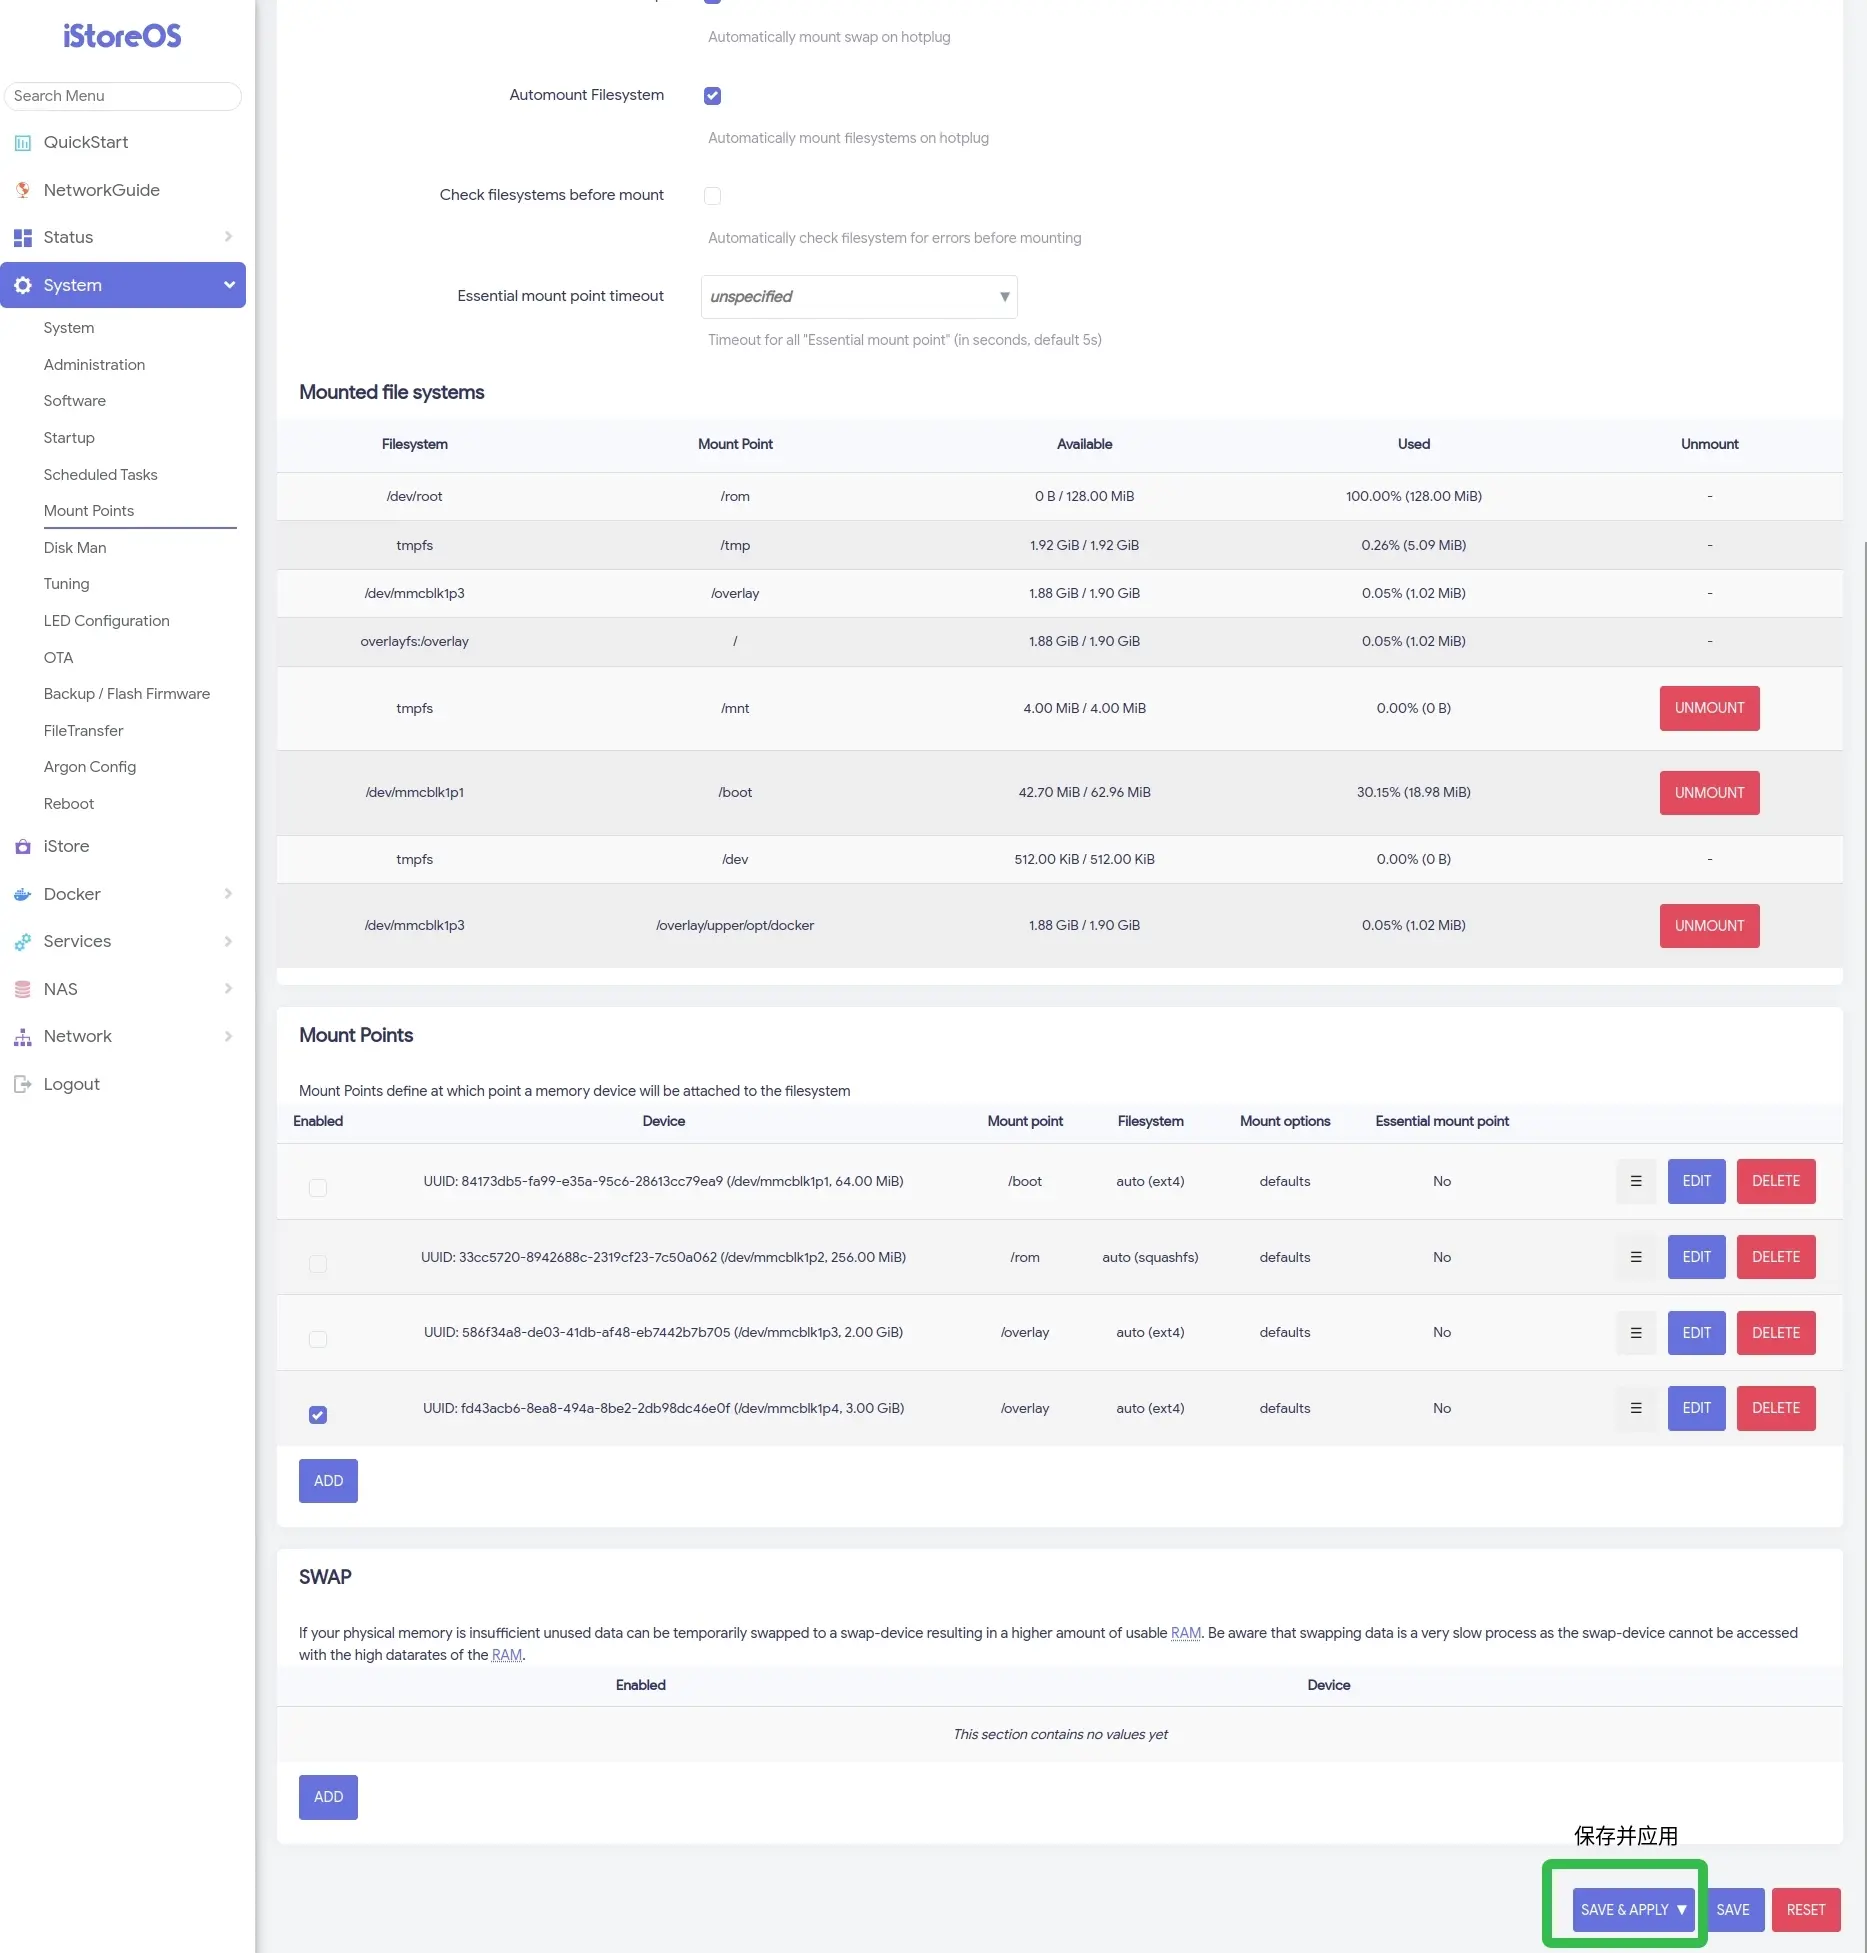 iStoreOS
Search Menu
QuickStart
NetworkGuide
Status
System
System
Administration
Software
Startup
Scheduled Tasks
Mount Points
Disk Man
Tuning
LED Configuration
OTA
Backup / Flash Firmware
FileTransfer
Argon Config
Reboot
iStore
Docker
Services
NAS
Network
Logout
Automatically mount swap on hotplug
Automount Filesystem
Automatically mount filesystems on hotplug
Check filesystems before mount
Automatically check filesystem for errors before mounting
Essential mount point timeout unspecified ▼
Timeout for all "Essential mount point" (in seconds, default 5s)
Mounted file systems
Filesystem Mount Point Available Used Unmount
/dev/root /rom 0 B / 128.00 MiB 100.00% (128.00 MiB) -
tmpfs /tmp 1.92 GiB / 1.92 GiB 0.26% (5.09 MiB) -
/dev/mmcblk1p3 /overlay 1.88 GiB / 1.90 GiB 0.05% (1.02 MiB) -
overlayfs:/overlay / 1.88 GiB / 1.90 GiB 0.05% (1.02 MiB) -
tmpfs /mnt 4.00 MiB / 4.00 MiB 0.00% (0 B) UNMOUNT
/dev/mmcblk1p1 /boot 42.70 MiB / 62.96 MiB 30.15% (18.98 MiB) UNMOUNT
tmpfs /dev 512.00 KiB / 512.00 KiB 0.00% (0 B) -
/dev/mmcblk1p3 /overlay/upper/opt/docker 1.88 GiB / 1.90 GiB 0.05% (1.02 MiB) UNMOUNT
Mount Points
Mount Points define at which point a memory device will be attached to the filesystem
Enabled Device Mount point Filesystem Mount options Essential mount point
UUID: 84173db5-fa99-e35a-95c6-28613cc79ea9 (/dev/mmcblk1p1, 64.00 MiB) /boot auto (ext4) defaults No ☰ EDIT DELETE
UUID: 33cc5720-8942688c-2319cf23-7c50a062 (/dev/mmcblk1p2, 256.00 MiB) /rom auto (squashfs) defaults No ☰ EDIT DELETE
UUID: 586f34a8-de03-41db-af48-eb7442b7b705 (/dev/mmcblk1p3, 2.00 GiB) /overlay auto (ext4) defaults No ☰ EDIT DELETE
UUID: fd43acb6-8ea8-494a-8be2-2db98dc46e0f (/dev/mmcblk1p4, 3.00 GiB) /overlay auto (ext4) defaults No ☰ EDIT DELETE
ADD
SWAP
If your physical memory is insufficient unused data can be temporarily swapped to a swap-device resulting in a higher amount of usable RAM. Be aware that swapping data is a very slow process as the swap-device cannot be accessed
with the high datarates of the RAM.
Enabled Device
This section contains no values yet
ADD
保存并应用
SAVE & APPLY ▼ SAVE RESET